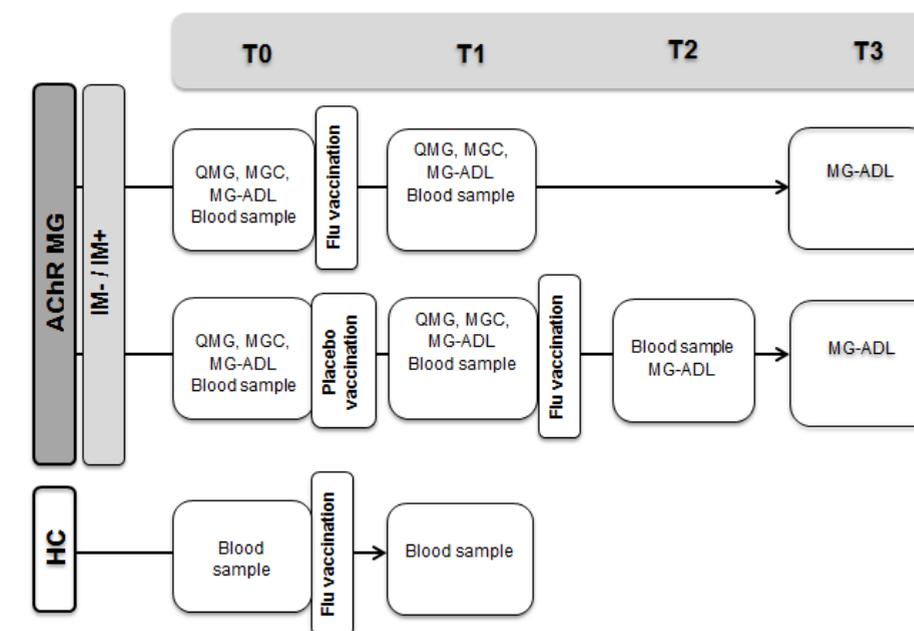 T0 T1 T2 T3
AChR MG
IM- / IM+
QMG, MGC,
MG-ADL
Blood sample
Flu vaccination
QMG, MGC,
MG-ADL
Blood sample
MG-ADL
QMG, MGC,
MG-ADL
Blood sample
Placebo
vaccination
QMG, MGC,
MG-ADL
Blood sample
Flu vaccination
Blood sample
MG-ADL
MG-ADL
HC
Blood
sample
Flu vaccination
Blood sample